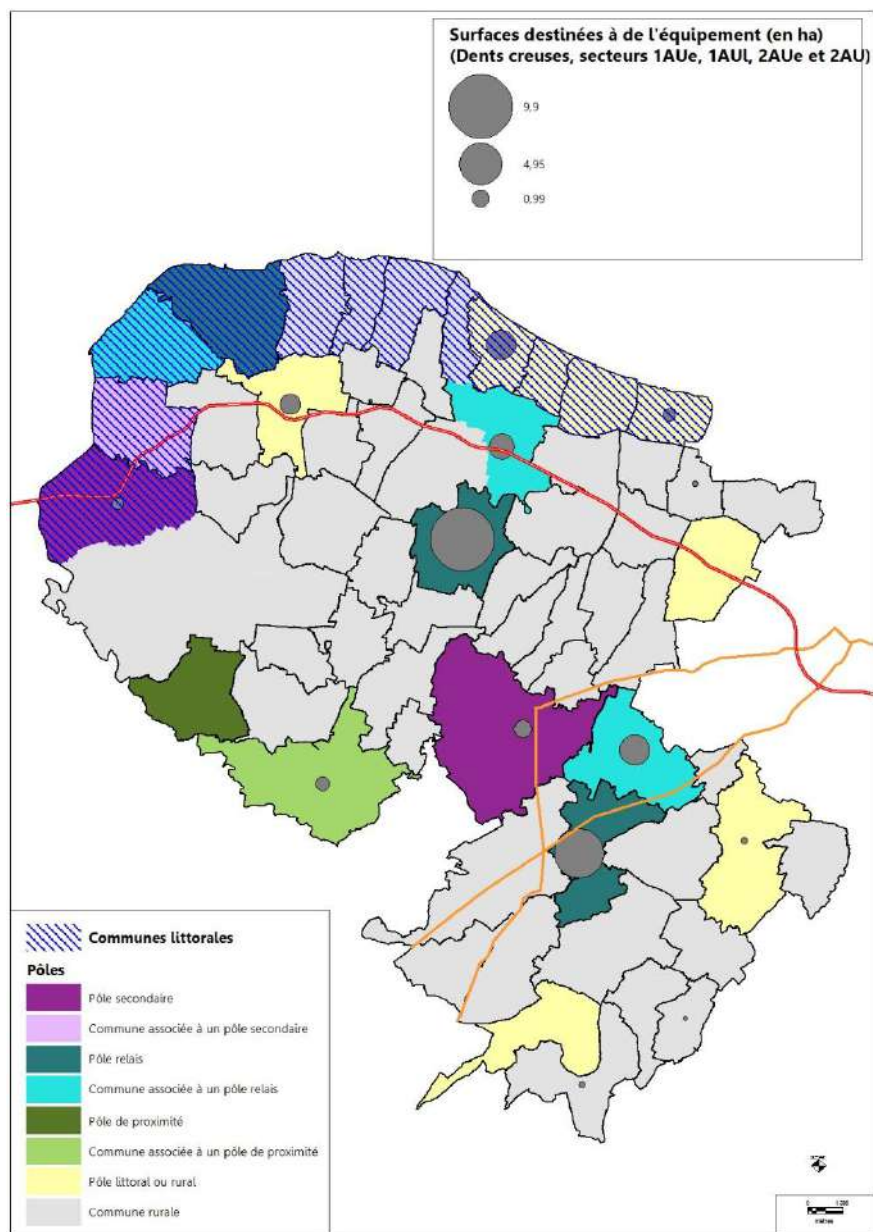 Surfaces destinées à de l'équipement (en ha)
(Dents creuses, secteurs 1AUe, 1AUl, 2AUe et 2AU)
9,9
4,95
0,99
Communes littorales
Pôles
Pôle secondaire
Commune associée à un pôle secondaire
Pôle relais
Commune associée à un pôle relais
Pôle de proximité
Commune associée à un pôle de proximité
Pôle littoral ou rural
Commune rurale
mètres